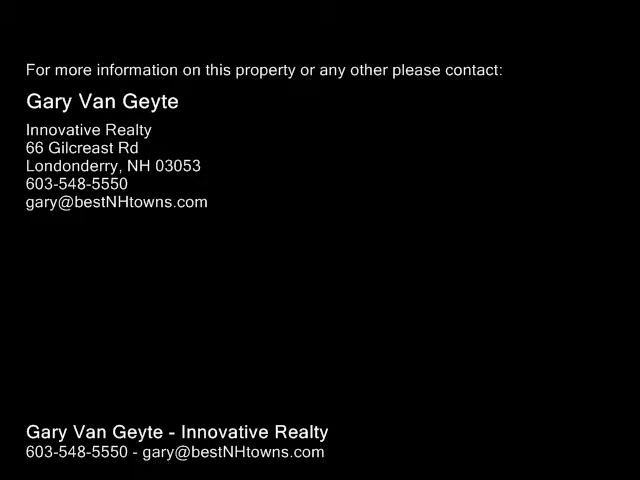 For more information on this property or any other please contact:
Gary Van Geyte
Innovative Realty
66 Gilcreast Rd
Londonderry, NH 03053
603-548-5550
gary@bestNHtowns.com
Gary Van Geyte - Innovative Realty
603-548-5550 - gary@bestNHtowns.com